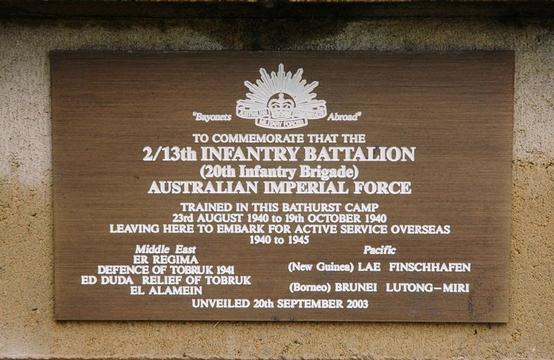 "Bayonets Abroad"
AUSTRALIAN
MILITARY FORCES
TO COMMEMORATE THAT THE
2/13th INFANTRY BATTALION
(20th Infantry Brigade)
AUSTRALIAN IMPERIAL FORCE
TRAINED IN THIS BATHURST CAMP
23rd AUGUST 1940 to 19th OCTOBER 1940
LEAVING HERE TO EMBARK FOR ACTIVE SERVICE OVERSEAS
1940 to 1945
Middle East
ER REGIMA
DEFENCE OF TOBRUK 1941
ED DUDA RELIEF OF TOBRUK
EL ALAMEIN
Pacific
(New Guinea) LAE FINSCHHAFEN
(Borneo) BRUNEI LUTONG-MIRI
UNVEILED 20th SEPTEMBER 2003